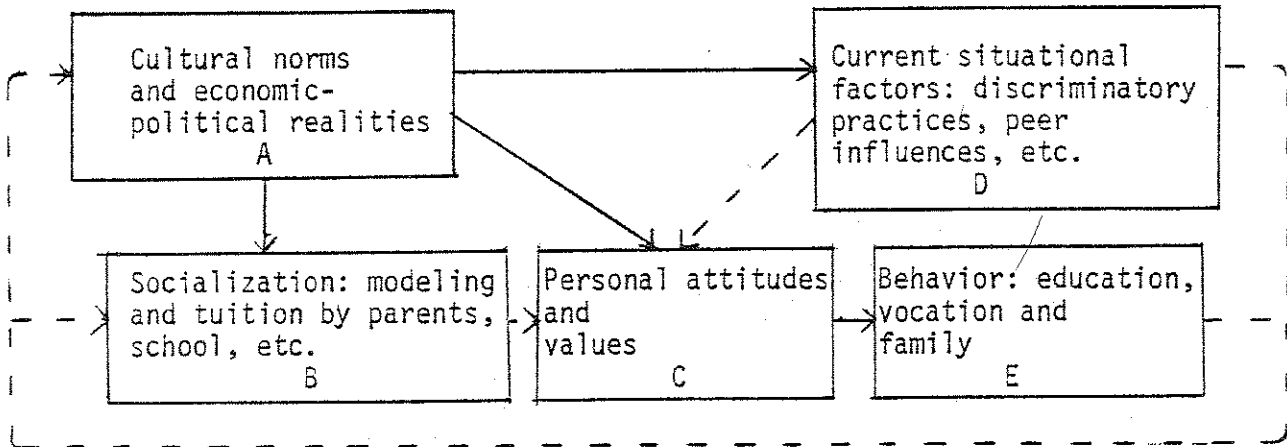 Cultural norms
and economic-
political realities
A
Current situational
factors: discriminatory
practices, peer
influences, etc.
D
Socialization: modeling
and tuition by parents,
school, etc.
B
Personal attitudes
and
values
C
Behavior: education,
vocation and
family
E